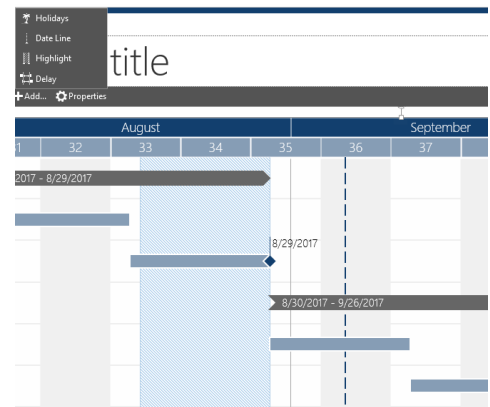 Holidays
Date Line
Highlight
Delay
title
Add... Properties
August September
31 32 33 34 35 36 37
2017 - 8/29/2017
8/29/2017
8/30/2017 - 9/26/2017